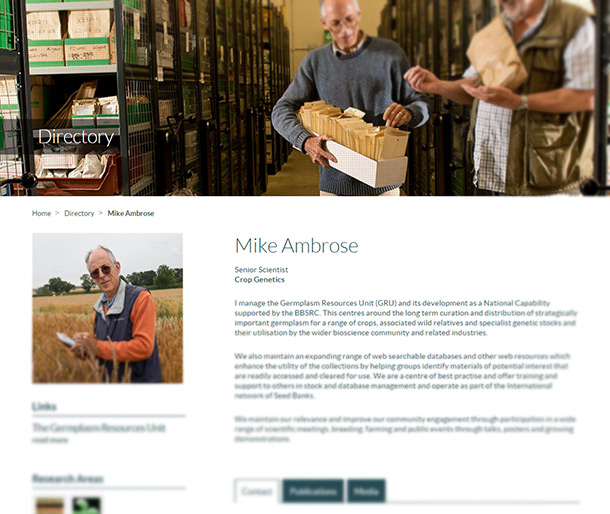 Directory
Home > Directory > Mike Ambrose
Mike Ambrose
Senior Scientist
Crop Genetics
I manage the Germplasm Resources Unit (GRU) and its development as a National Capability
supported by the BBSRC. This centres around the long term curation and distribution of strategically
important germplasm for a range of crops, associated wild relatives and specialist genetic stocks and
their utilisation by the wider bioscience community and related industries.
We also maintain an expanding range of web searchable databases and other web resources which
enhance the utility of the collections by helping groups identify materials of potential interest that
are readily accessed and cleared for use. We are a centre of best practise and offer training and
support to others in stock and database management and operate as part of the International
network of Seed Banks.
We maintain our relevance and improve our community engagement through participation in a wide
range of scientific meetings, breeding, farming and public events through talks, posters and growing
demonstrations.
Links
The Germplasm Resources Unit
read more
Research Areas
Contact Publications Media